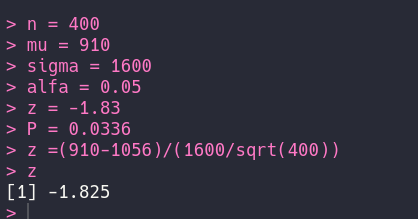 > n = 400
> mu = 910
> sigma = 1600
> alfa = 0.05
> z = -1.83
> P = 0.0336
> z =(910-1056)/(1600/sqrt(400))
> z
[1] -1.825
>